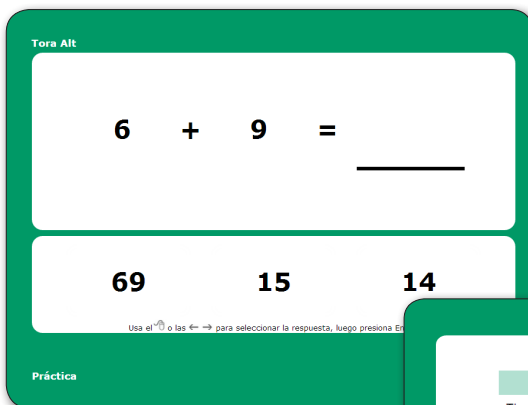 Tora Alt
6 + 9 =
69 15 14
Usa el o las ← → para seleccionar la respuesta, luego presiona
Práctica